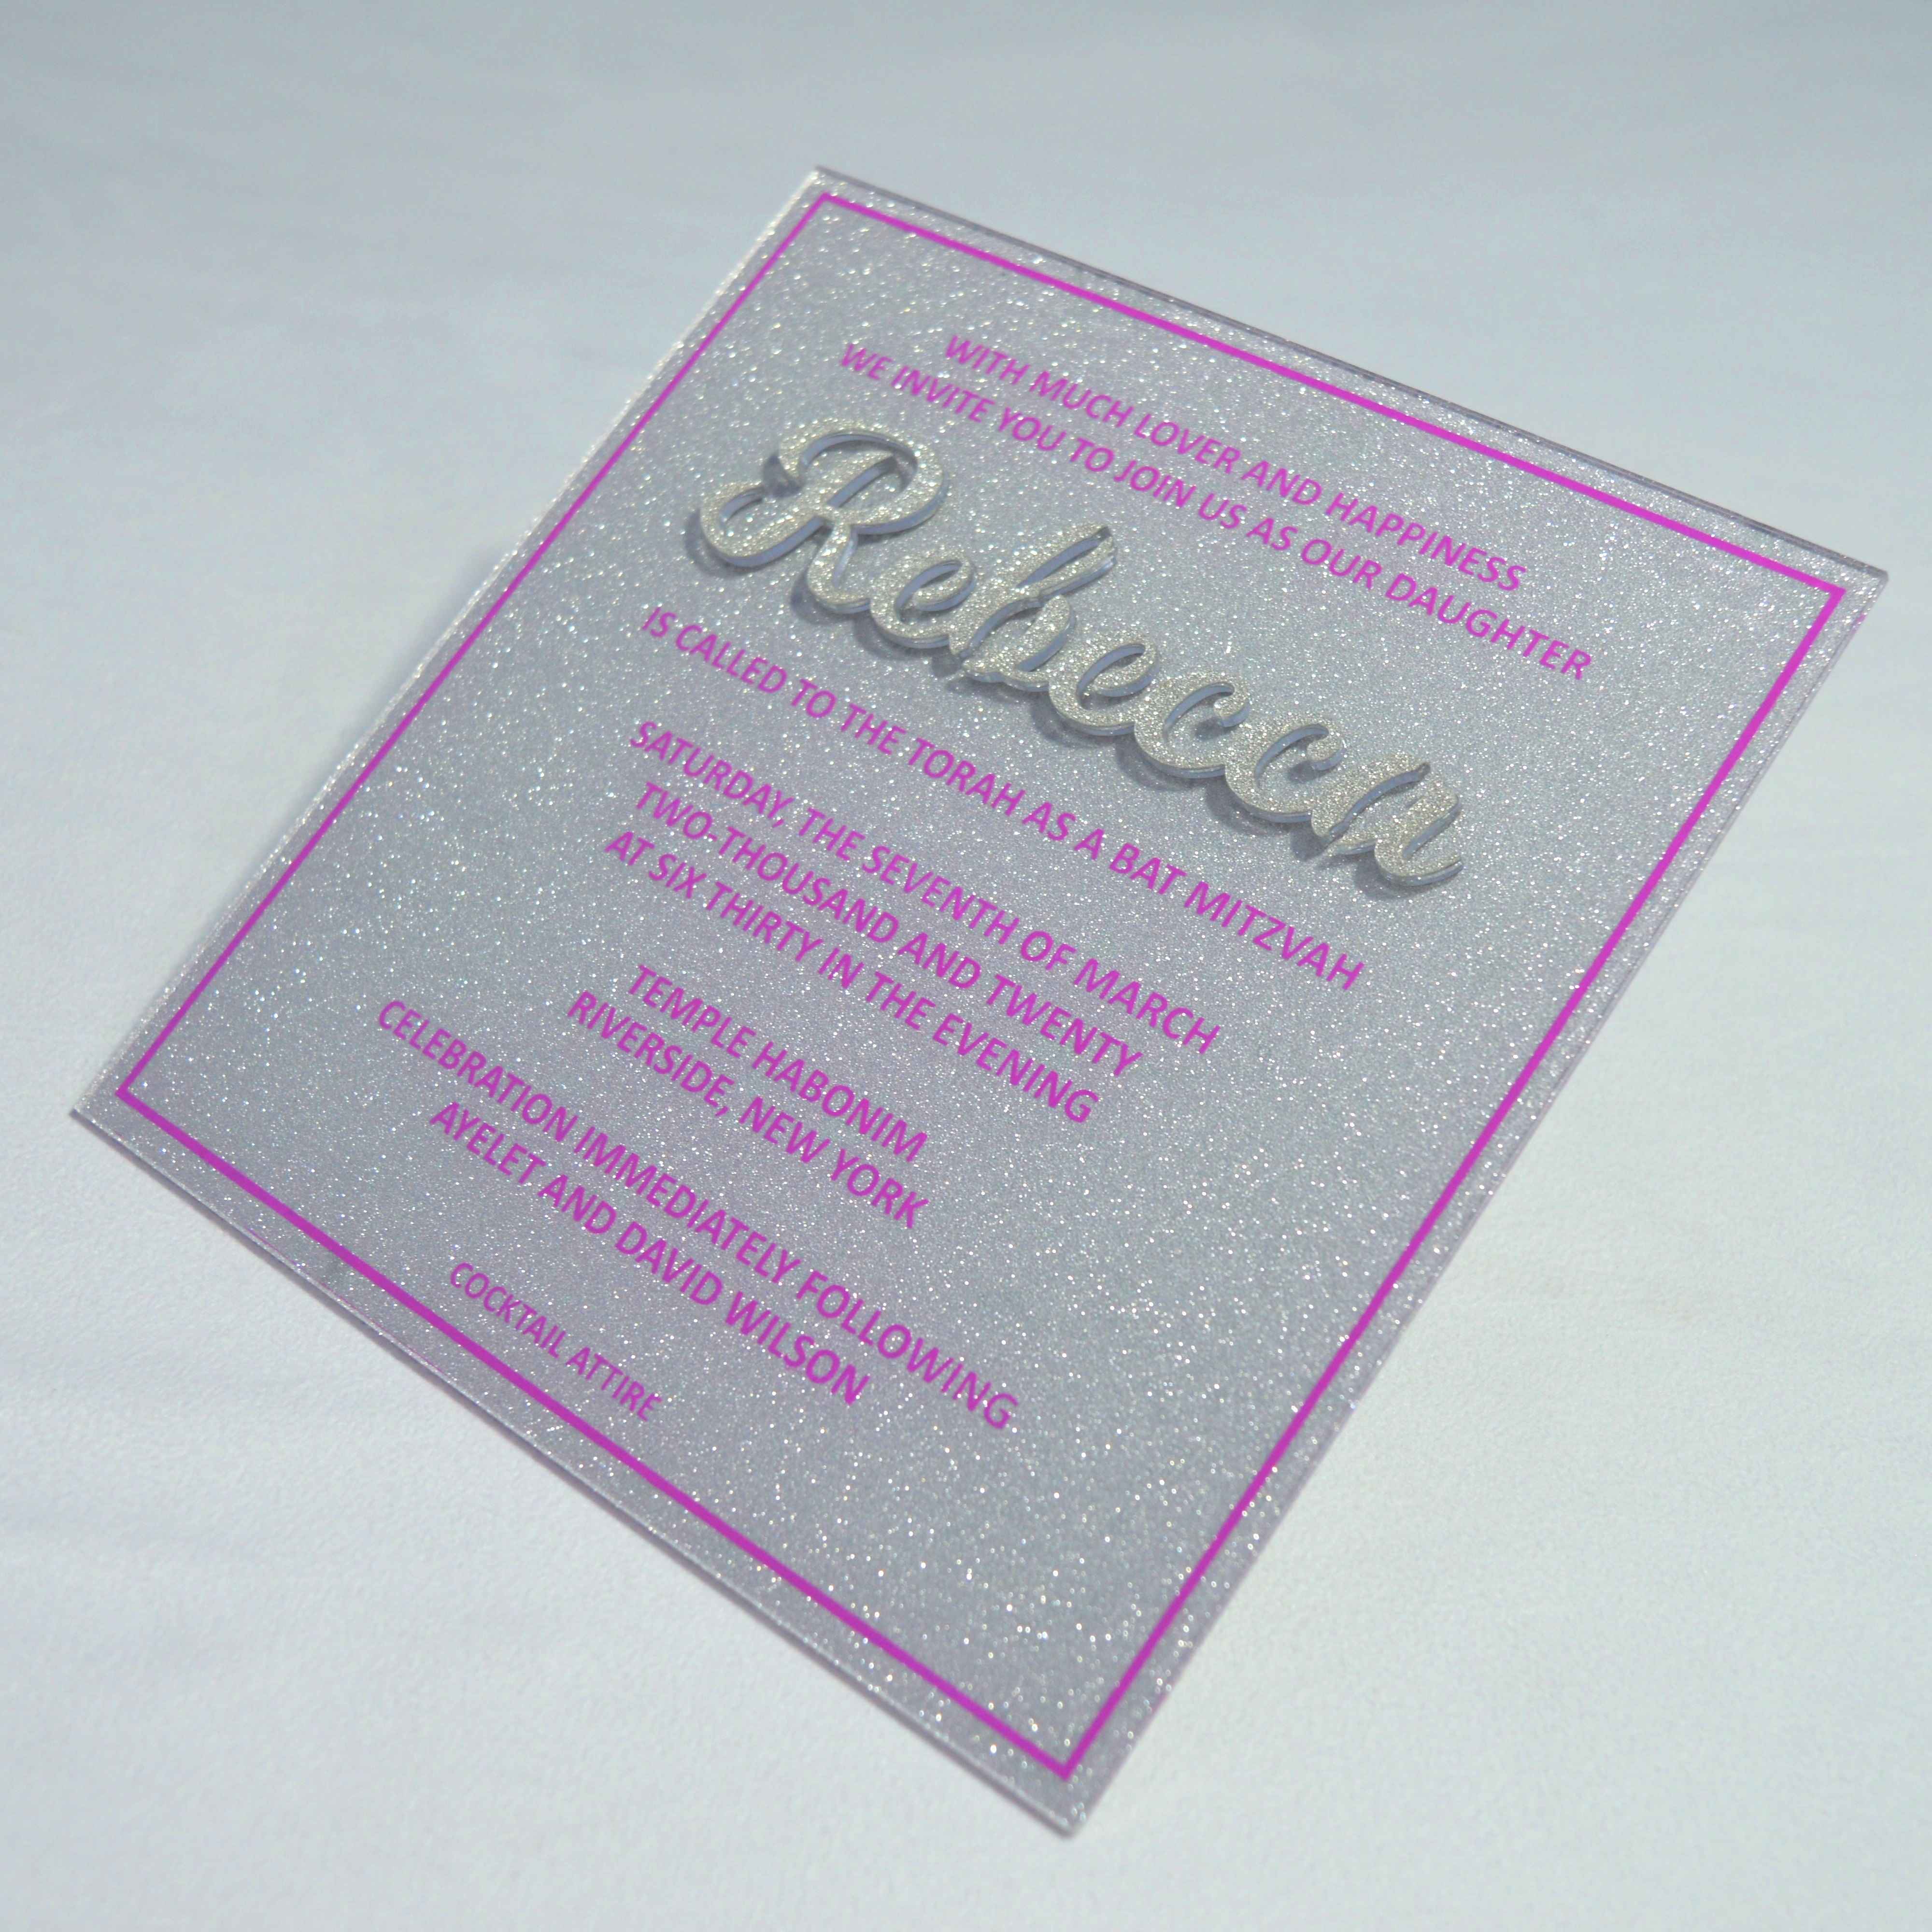 WITH MUCH LOVER AND HAPPINESS
WE INVITE YOU TO JOIN US AS OUR DAUGHTER
Rebecca
IS CALLED TO THE TORAH AS A BAT MITZVAH
SATURDAY, THE SEVENTH OF MARCH
TWO-THOUSAND AND TWENTY
AT SIX THIRTY IN THE EVENING
TEMPLE HABONIM
RIVERSIDE, NEW YORK
CELEBRATION IMMEDIATELY FOLLOWING
AYELET AND DAVID WILSON
COCKTAIL ATTIRE